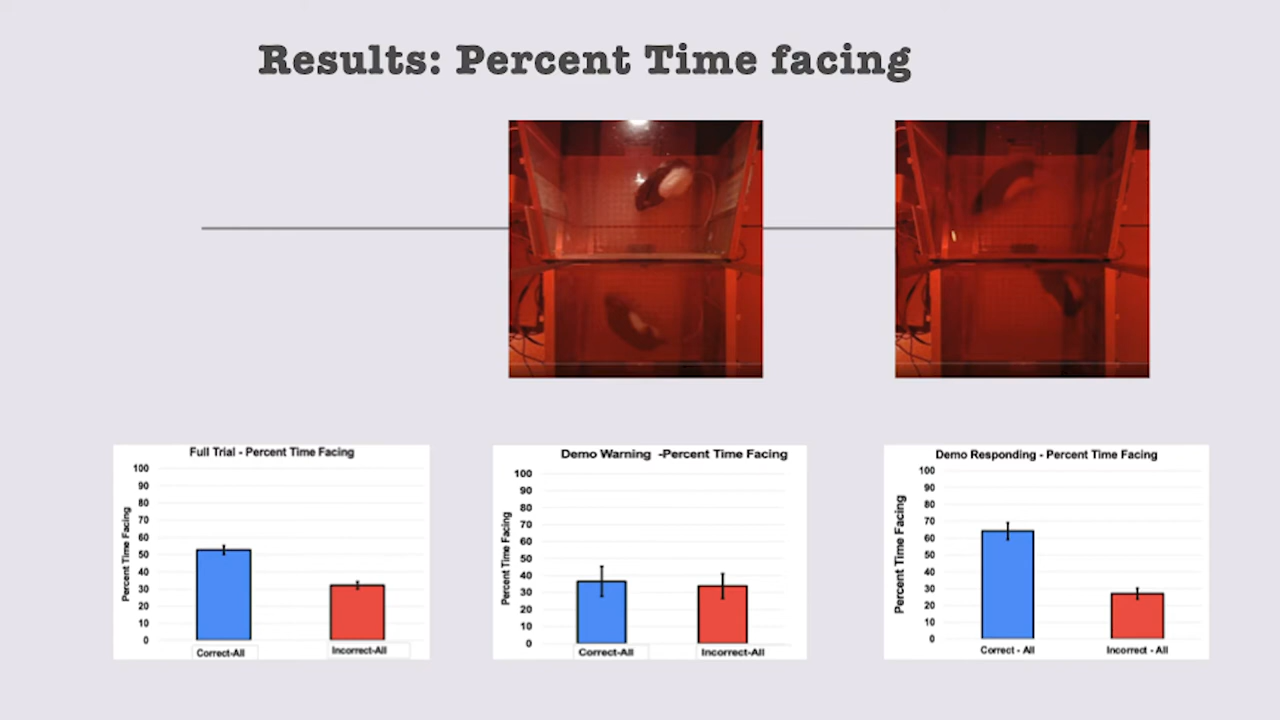 Results: Percent Time facing
Full Trial - Percent Time Facing
Percent Time Facing
100
90
80
70
60
50
40
30
20
10
0
Correct-All
Incorrect-All
Demo Warning -Percent Time Facing
Percent Time Facing
100
90
80
70
60
50
40
30
20
10
0
Correct-All
Incorrect-All
Demo Responding - Percent Time Facing
Percent Time Facing
100
90
80
70
60
50
40
30
20
10
0
Correct - All
Incorrect - All